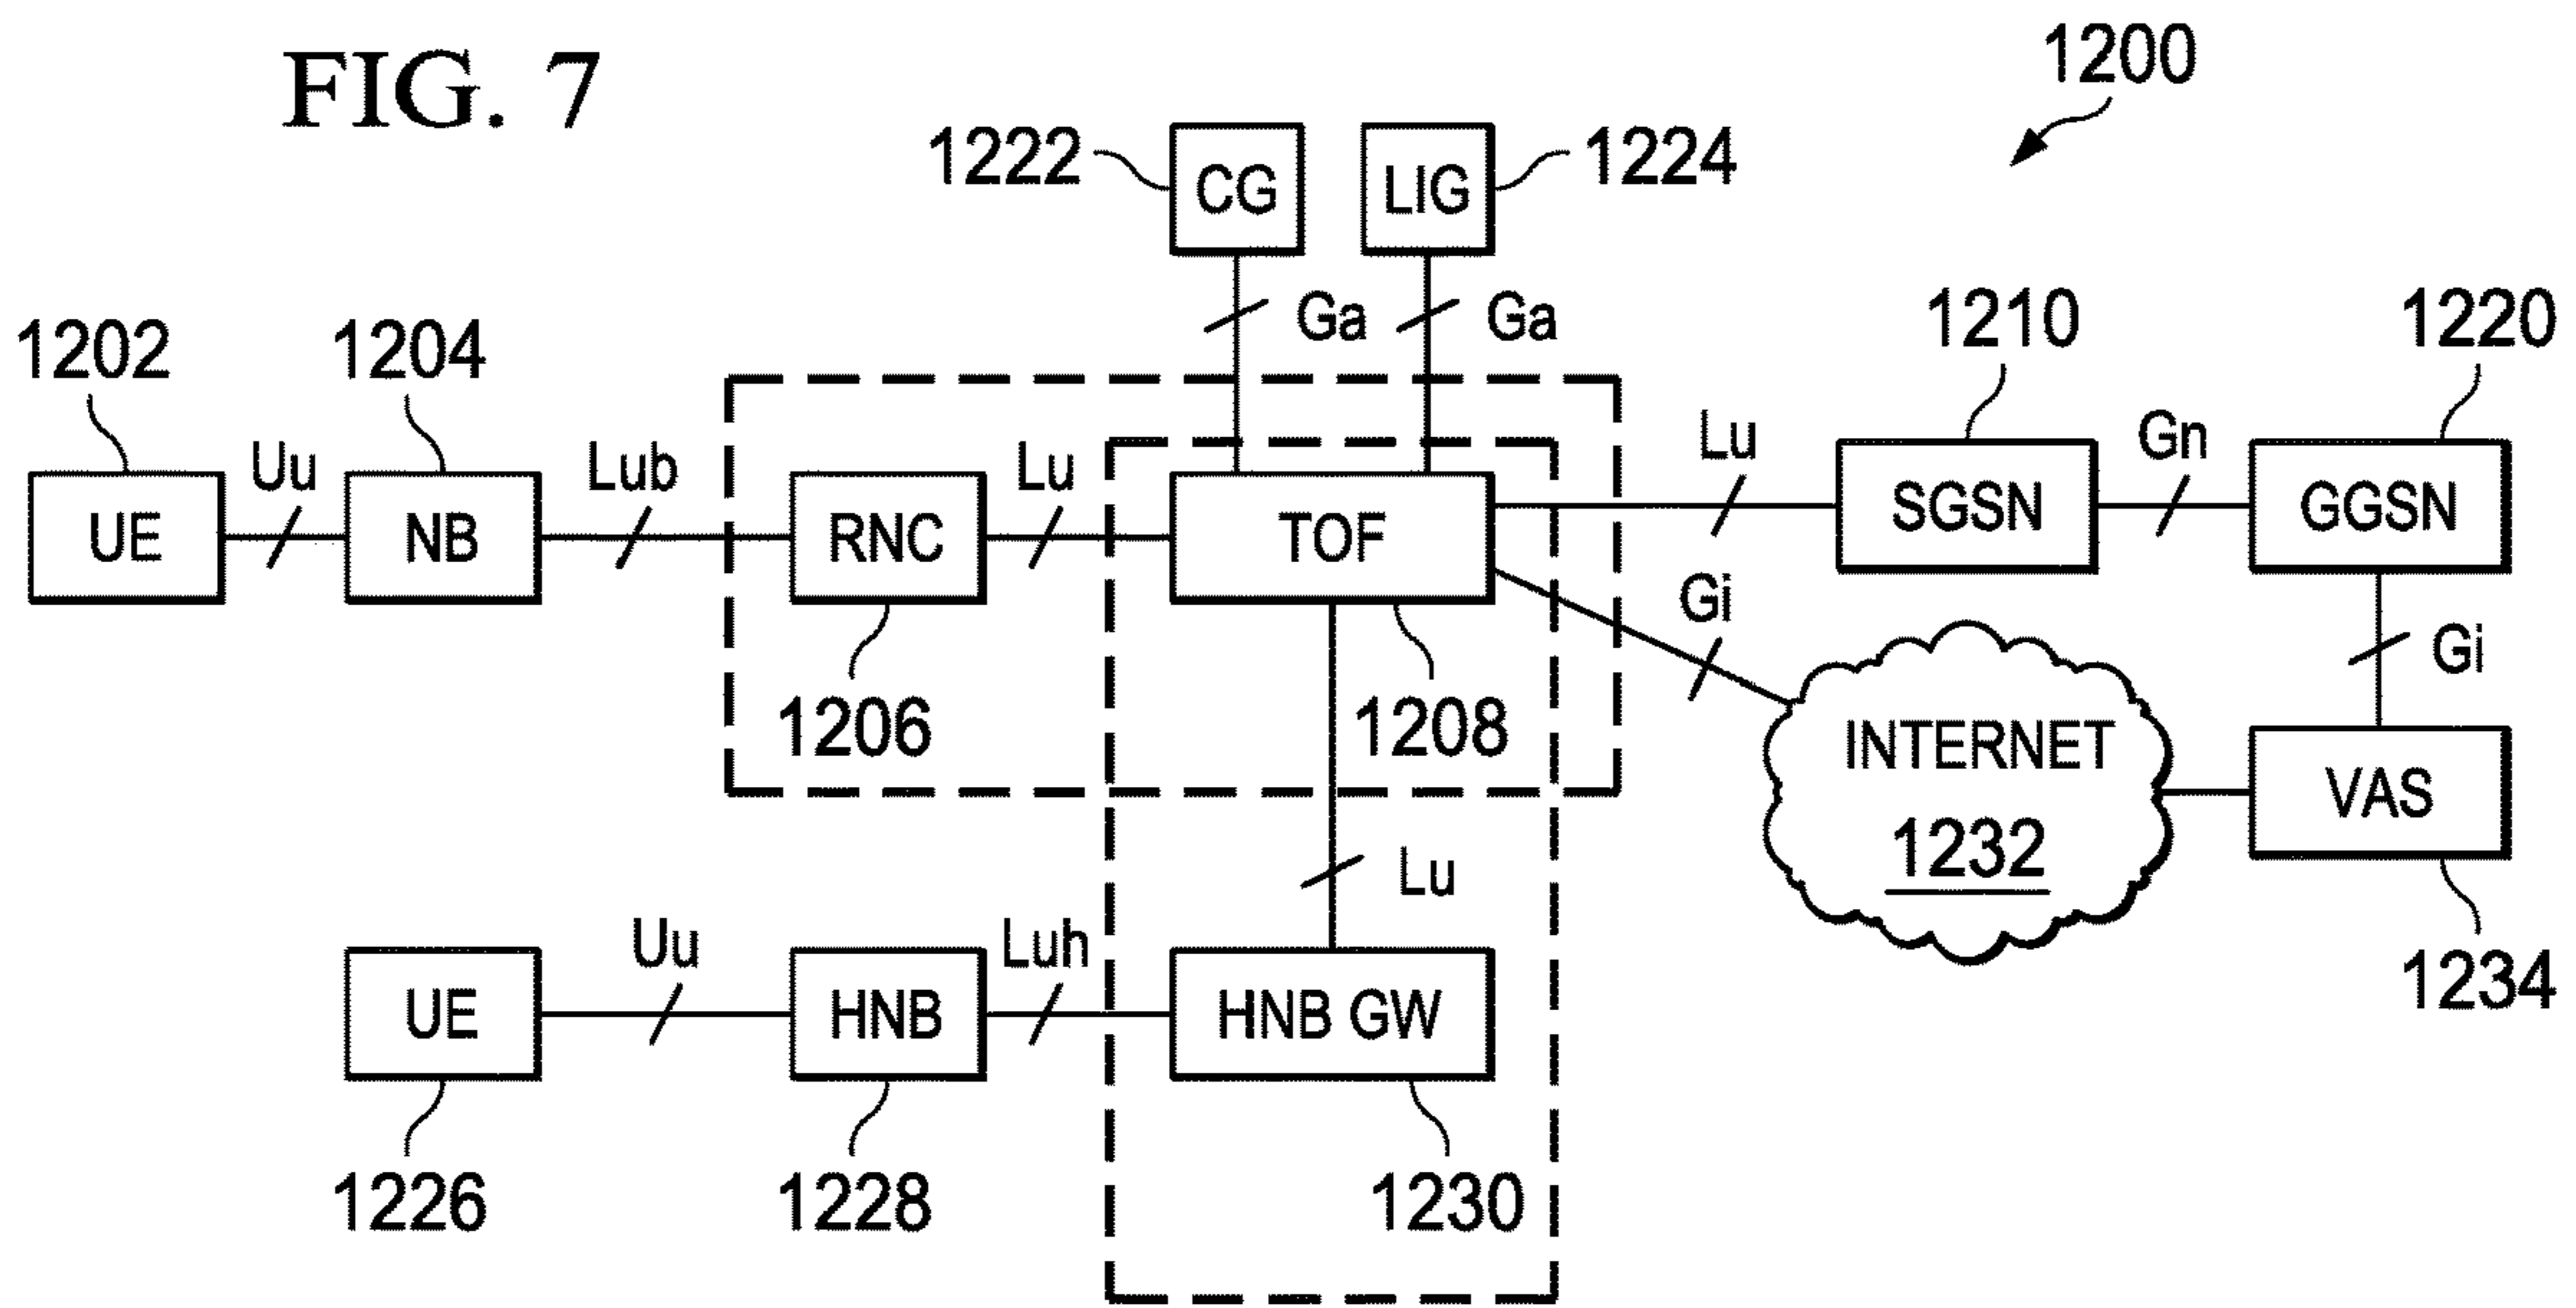 FIG. 7
1200
1222
CG
LIG
1224
Ga
Ga
1202
1204
1210
1220
Uu
Lub
Lu
Lu
Gn
UE
NB
RNC
TOF
SGSN
GGSN
Gi
Gi
1206
1208
INTERNET
1232
VAS
Lu
1234
Uu
Luh
UE
HNB
HNB GW
1226
1228
1230